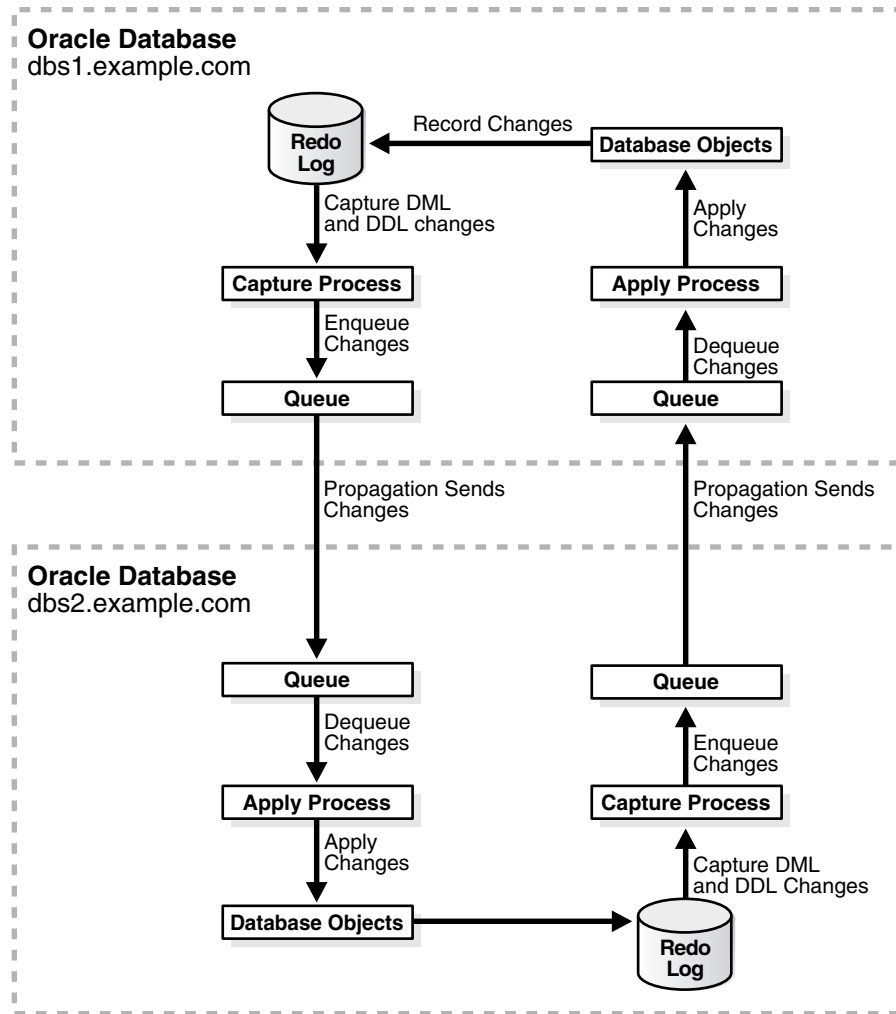 Oracle Database
dbs1.example.com
Redo
Log
Record Changes
Database Objects
Capture DML
and DDL changes
Apply
Changes
Capture Process
Apply Process
Enqueue
Changes
Dequeue
Changes
Queue
Queue
Propagation Sends
Changes
Propagation Sends
Changes
Oracle Database
dbs2.example.com
Queue
Queue
Dequeue
Changes
Enqueue
Changes
Apply Process
Capture Process
Apply
Changes
Capture DML
and DDL Changes
Database Objects
Redo
Log